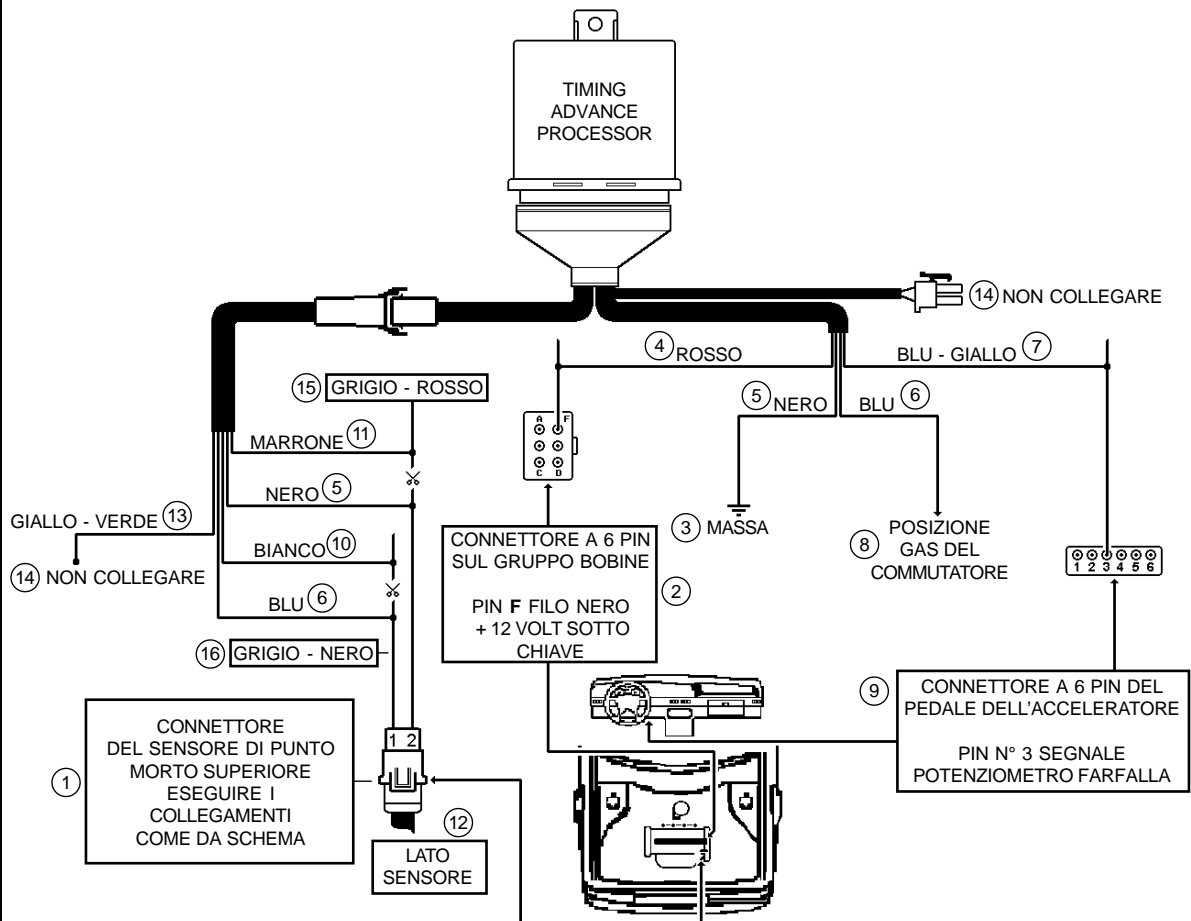 TIMING
ADVANCE
PROCESSOR
14 NON COLLEGARE
4 ROSSO
BLU - GIALLO 7
15 GRIGIO - ROSSO
5 NERO
BLU 6
A F
C D
MARRONE 11
NERO 5
GIALLO - VERDE 13
BIANCO 10
14 NON COLLEGARE
BLU 6
16 GRIGIO - NERO
3 MASSA
8 POSIZIONE
GAS DEL
COMMUTATORE
1 2 3 4 5 6
CONNETTORE A 6 PIN
SUL GRUPPO BOBINE
PIN F FILO NERO
+ 12 VOLT SOTTO
CHIAVE
2
9
CONNETTORE A 6 PIN DEL
PEDALE DELL'ACCELERATORE
PIN N° 3 SEGNALE
POTENZIOMETRO FARFALLA
1
CONNETTORE
DEL SENSORE DI PUNTO
MORTO SUPERIORE
ESEGUIRE I
COLLEGAMENTI
COME DA SCHEMA
1 2
12
LATO
SENSORE